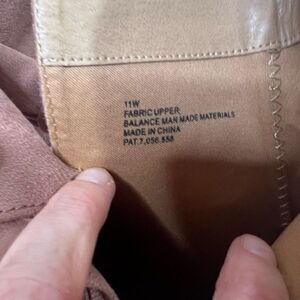 11W
FABRIC UPPER
BALANCE MAN MADE MATERIALS
MADE IN CHINA
PAT.7,056,558